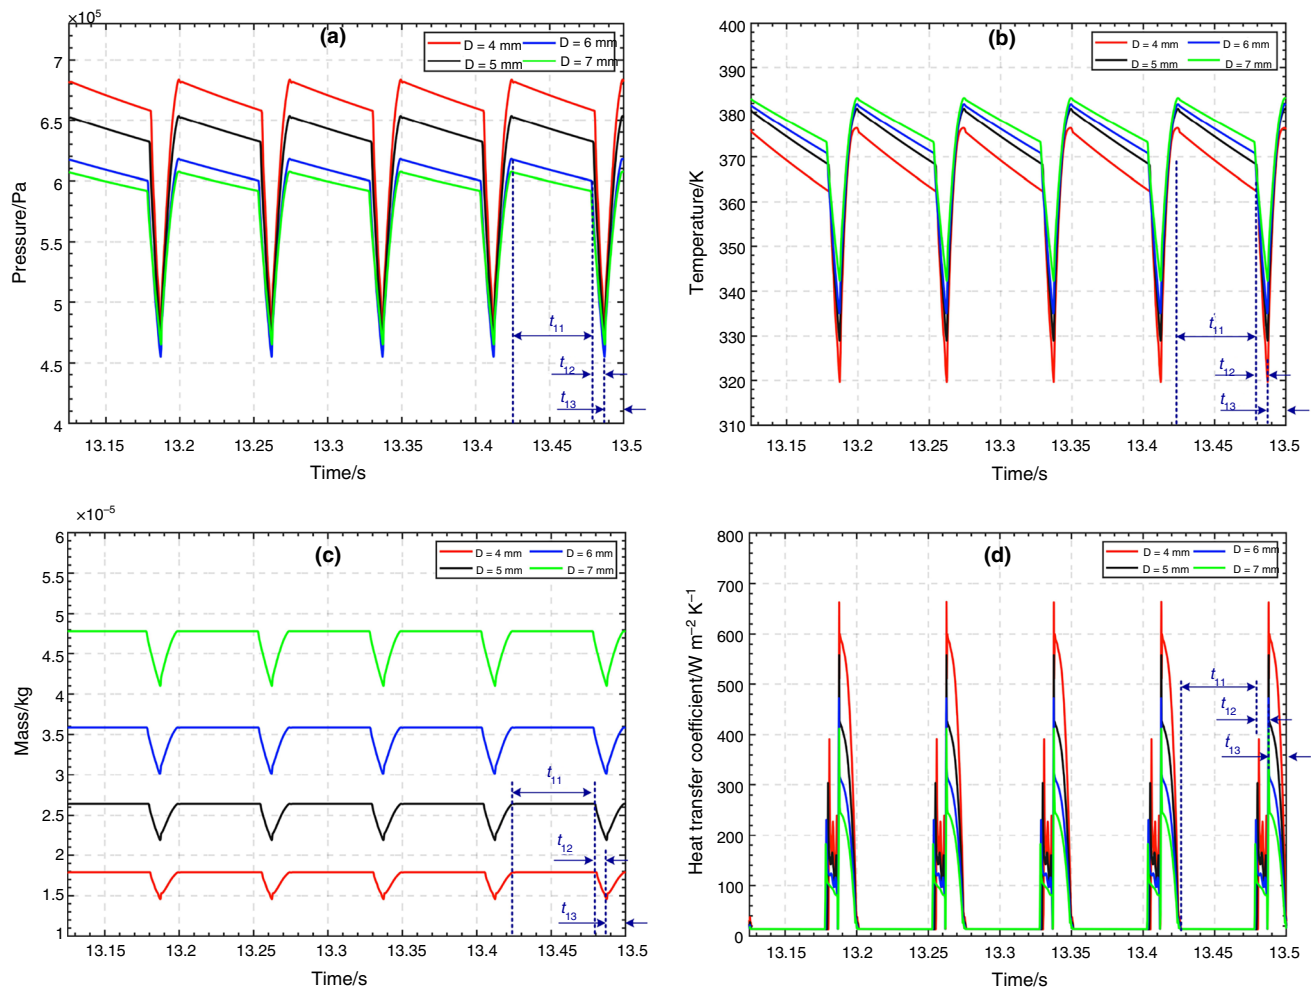 ×10⁵
(a)
D = 4 mm
D = 6 mm
D = 5 mm
D = 7 mm
7
6.5
6
5.5
5
4.5
4
Pressure/Pa
t₁₁
t₁₂
t₁₃
13.15 13.2 13.25 13.3 13.35 13.4 13.45 13.5
Time/s
(b)
D = 4 mm
D = 6 mm
D = 5 mm
D = 7 mm
400
390
380
370
360
350
340
330
320
310
Temperature/K
t₁₁
t₁₂
t₁₃
13.15 13.2 13.25 13.3 13.35 13.4 13.45 13.5
Time/s
×10⁻⁵
(c)
D = 4 mm
D = 6 mm
D = 5 mm
D = 7 mm
6
5.5
5
4.5
4
3.5
3
2.5
2
1.5
1
Mass/kg
t₁₁
t₁₂
t₁₃
13.15 13.2 13.25 13.3 13.35 13.4 13.45 13.5
Time/s
(d)
D = 4 mm
D = 6 mm
D = 5 mm
D = 7 mm
800
700
600
500
400
300
200
100
0
Heat transfer coefficient/W m⁻² K⁻¹
t₁₁
t₁₂
t₁₃
13.15 13.2 13.25 13.3 13.35 13.4 13.45 13.5
Time/s